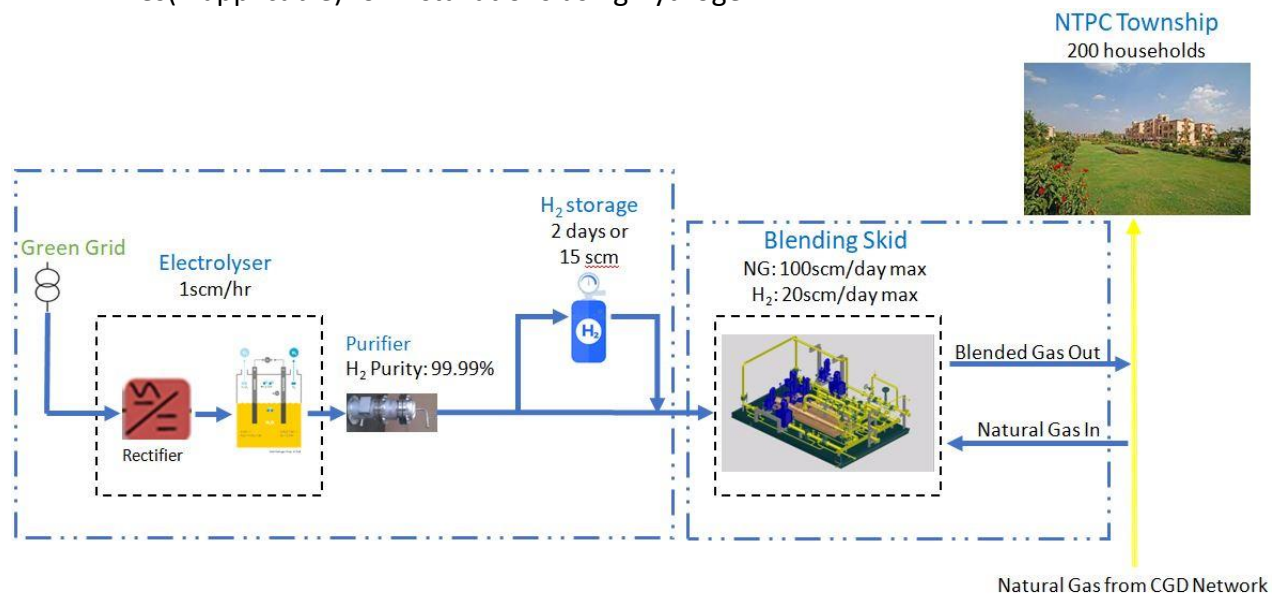 NTPC Township
200 households
H₂ storage
2 days or
15 scm
Green Grid
Electrolyser
1scm/hr
Blending Skid
NG: 100scm/day max
H₂: 20scm/day max
Purifier
H₂ Purity: 99.99%
H₂
Rectifier
Blended Gas Out
Natural Gas In
Natural Gas from CGD Network